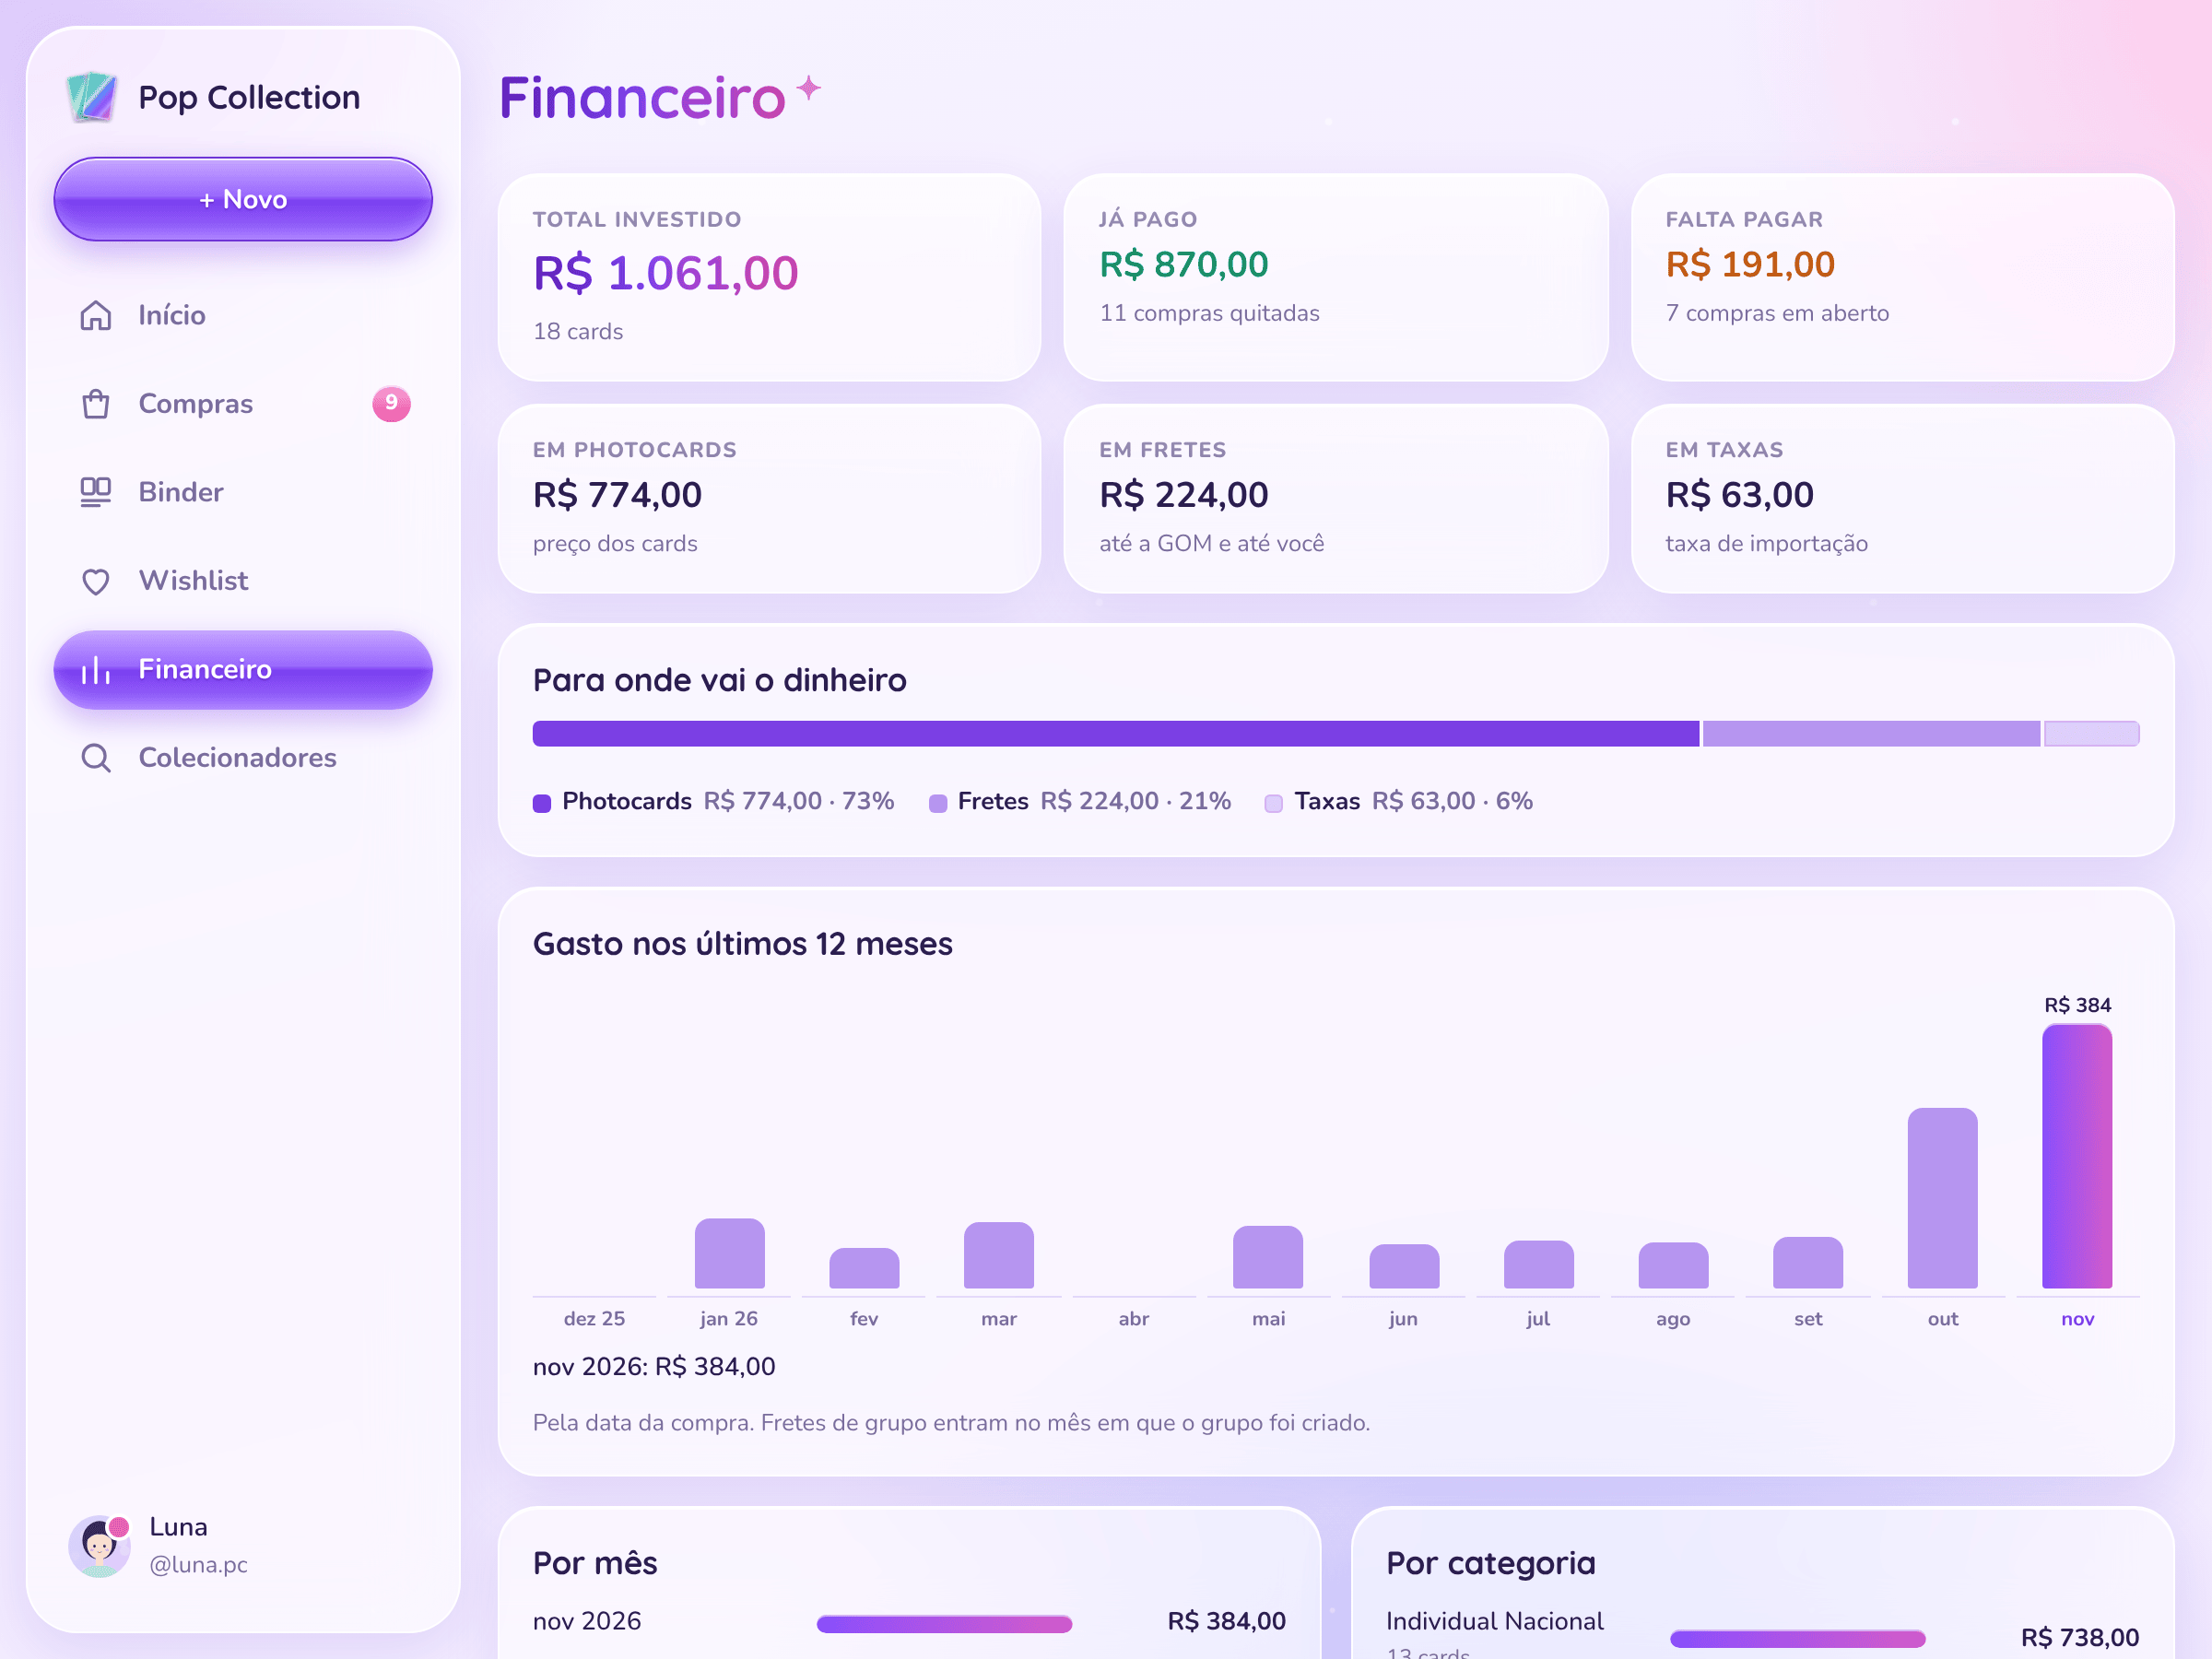 Pop Collection
+ Novo
Início
Compras 9
Binder
Wishlist
Financeiro
Colecionadores
Luna
@luna.pc
Financeiro
TOTAL INVESTIDO
R$ 1.061,00
18 cards
JÁ PAGO
R$ 870,00
11 compras quitadas
FALTA PAGAR
R$ 191,00
7 compras em aberto
EM PHOTOCARDS
R$ 774,00
preço dos cards
EM FRETES
R$ 224,00
até a GOM e até você
EM TAXAS
R$ 63,00
taxa de importação
Para onde vai o dinheiro
Photocards R$ 774,00 · 73% Fretes R$ 224,00 · 21% Taxas R$ 63,00 · 6%
Gasto nos últimos 12 meses
R$ 384
dez 25 jan 26 fev mar abr mai jun jul ago set out nov
nov 2026: R$ 384,00
Pela data da compra. Fretes de grupo entram no mês em que o grupo foi criado.
Por mês
nov 2026 R$ 384,00
Por categoria
Individual Nacional R$ 738,00
13 cards